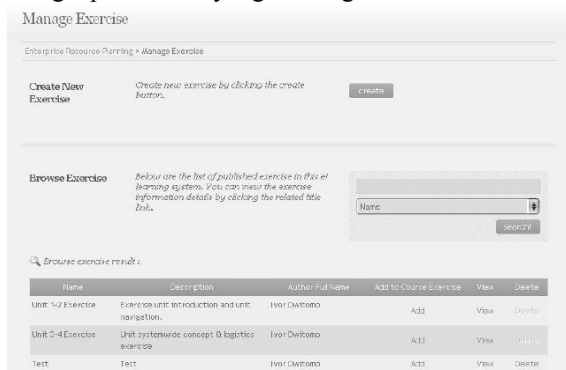 Manage Exercise
Enterprise Resource Planning > Manage Exercise
Create New
Exercise
Create new exercise by clicking the create
button.
create
Browse Exercise
Below are the list of published exercise in this e/
learning system. You can view the exercise
information details by clicking the related title
link.
Name
search!
Browse exercise result :
Name Description Author Full Name Add to Course Exercise View Delete
Unit 1-2 Exercise Exercise unit introduction and unit
navigation. Ivor Dwitomo Add View Delete
Unit 3-4 Exercise Unit systemwide concept & logistics
exercise Ivor Dwitomo Add View Delete
Test Test Ivor Dwitomo Add View Delete